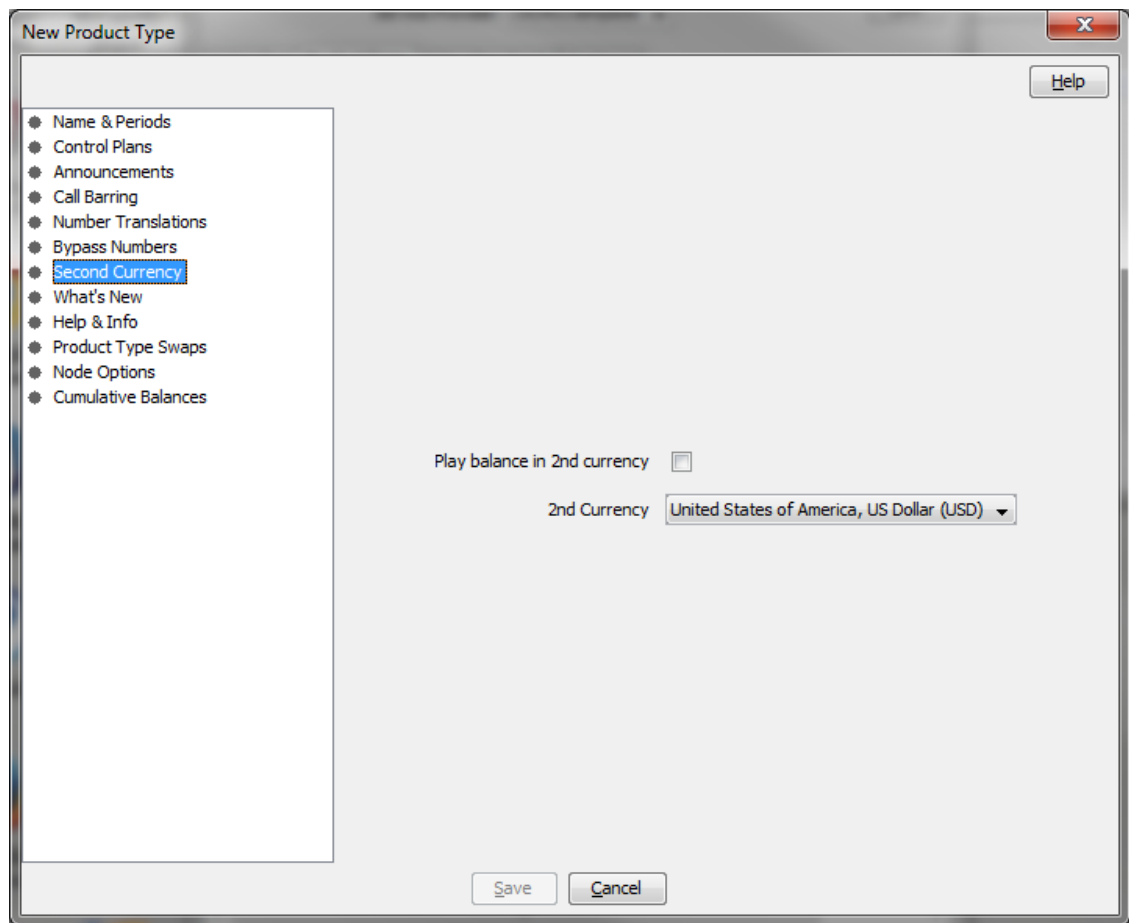 New Product Type
Help
Name & Periods
Control Plans
Announcements
Call Barring
Number Translations
Bypass Numbers
Second Currency
What's New
Help & Info
Product Type Swaps
Node Options
Cumulative Balances
Play balance in 2nd currency
2nd Currency United States of America, US Dollar (USD)
Save Cancel